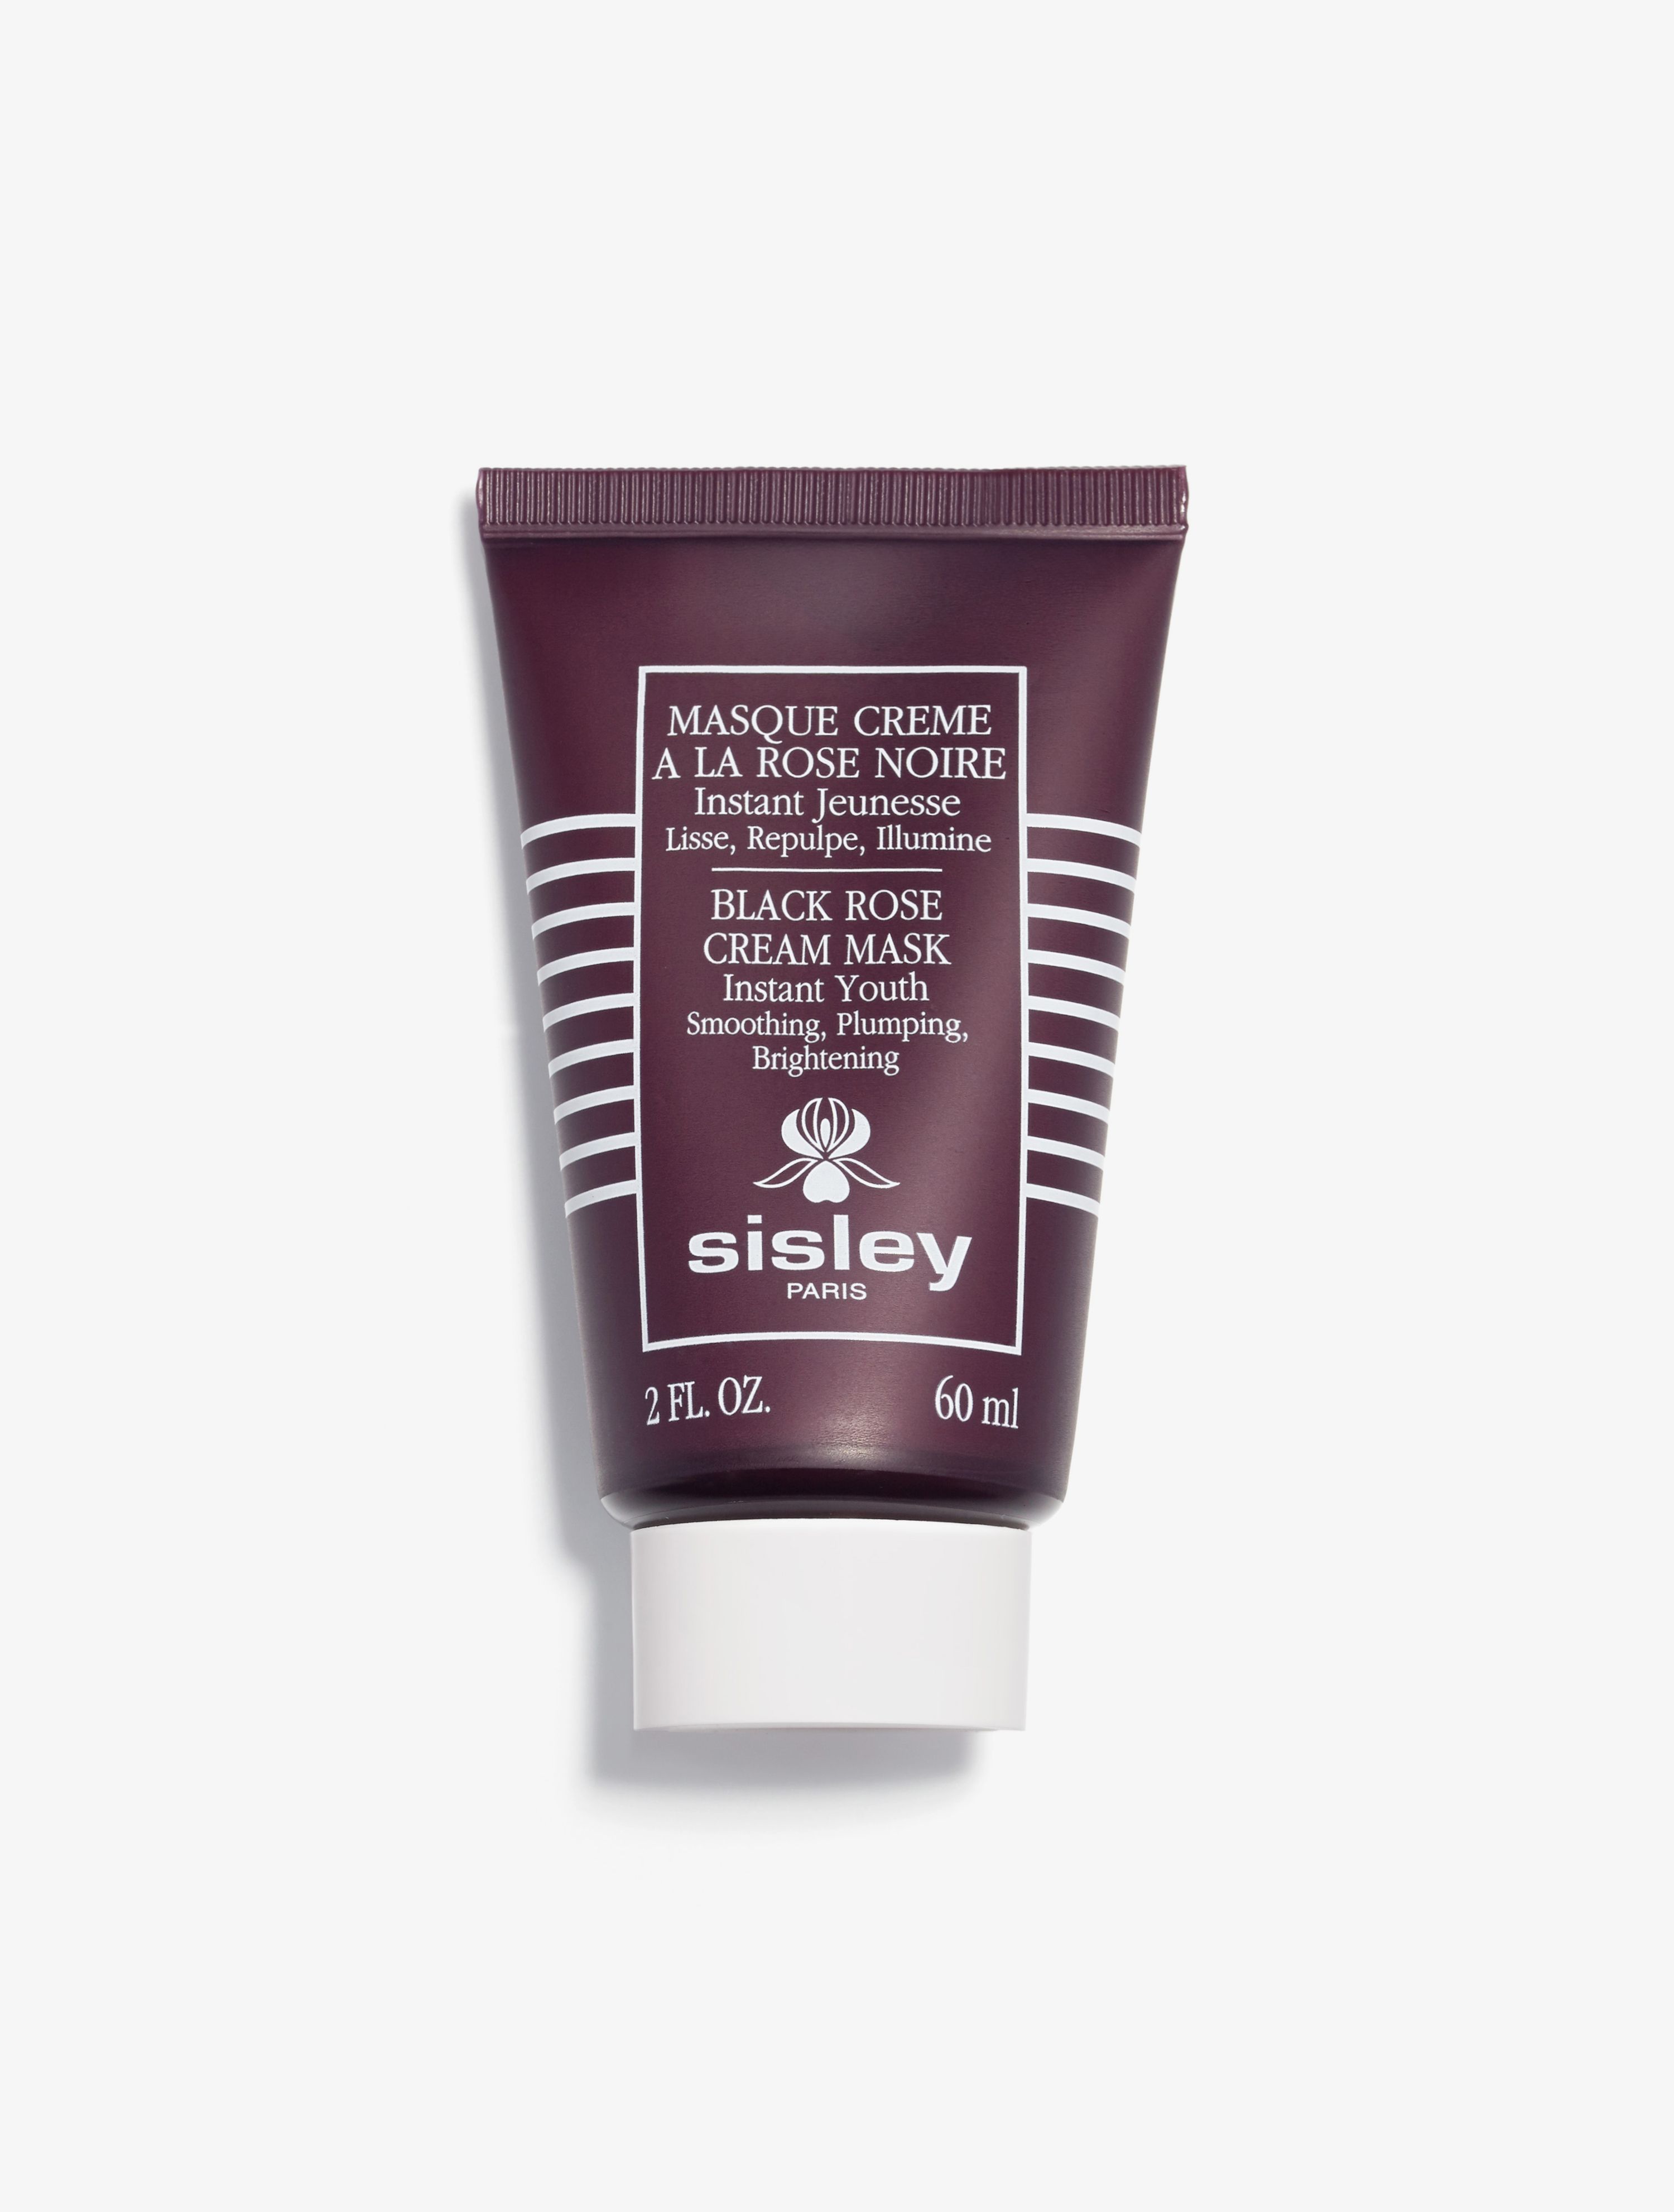 MASQUE CREME
A LA ROSE NOIRE
Instant Jeunesse
Lisse, Repulpe, Illumine
BLACK ROSE
CREAM MASK
Instant Youth
Smoothing, Plumping,
Brightening
sisley
PARIS
2 FL. OZ. 60 ml